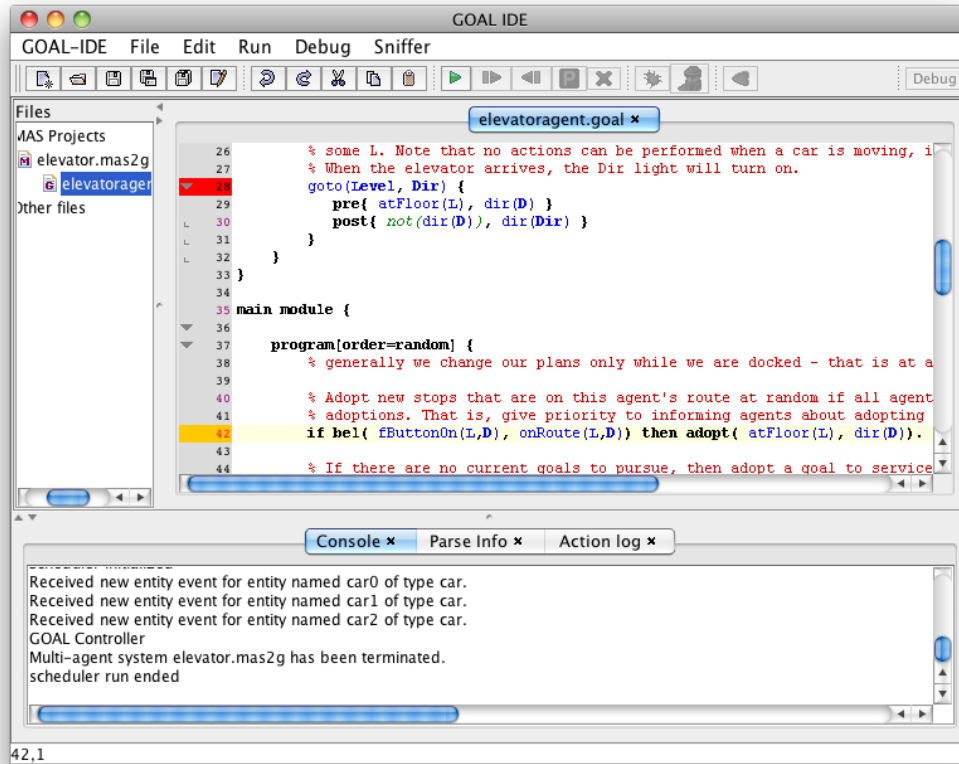 GOAL IDE
GOAL-IDE File Edit Run Debug Sniffer
Debug
Files
MAS Projects
elevator.mas2g
elevatorager
Other files
elevatoragent.goal ×
26 % some L. Note that no actions can be performed when a car is moving, i
27 % When the elevator arrives, the Dir light will turn on.
28 goto(Level, Dir) {
29 pre{ atFloor(L), dir(D) }
30 post{ not(dir(D)), dir(Dir) }
31 }
32 }
33 }
34
35 main module {
36
37 program[order=random] {
38 % generally we change our plans only while we are docked - that is at a
39
40 % Adopt new stops that are on this agent's route at random if all agent
41 % adoptions. That is, give priority to informing agents about adopting
42 if bel( fButtonOn(L,D), onRoute(L,D)) then adopt( atFloor(L), dir(D)).
43
44 % If there are no current goals to pursue, then adopt a goal to service
Console × Parse Info × Action log ×
scheduler initialized
Received new entity event for entity named car0 of type car.
Received new entity event for entity named car1 of type car.
Received new entity event for entity named car2 of type car.
GOAL Controller
Multi-agent system elevator.mas2g has been terminated.
scheduler run ended
42,1